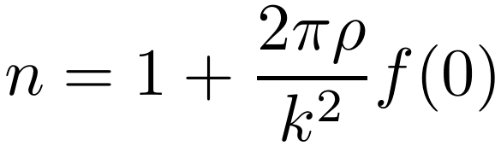 n = 1 + \frac{2\pi\rho}{k^2} f(0)